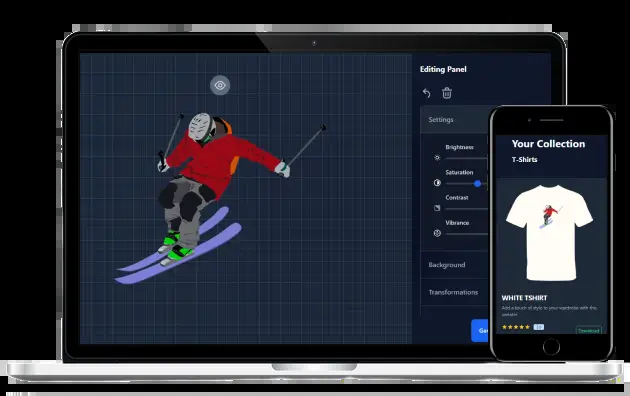 Editing Panel
Settings
Brightness
Saturation
Contrast
Vibrance
Background
Transformations
Your Collection
T-Shirts
WHITE TSHIRT
Add a touch of style to your wardrobe with this
sweater
Download